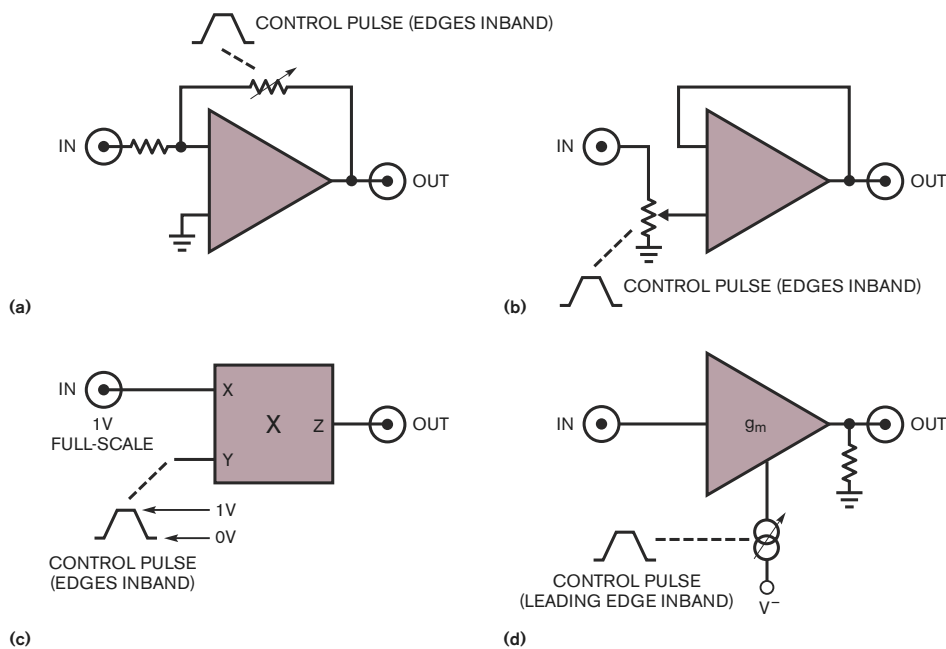 CONTROL PULSE (EDGES INBAND)
IN
OUT
(a)
IN
OUT
CONTROL PULSE (EDGES INBAND)
(b)
IN
1V
FULL-SCALE
X
Y
X
Z
OUT
1V
0V
CONTROL PULSE
(EDGES INBAND)
(c)
IN
gm
OUT
CONTROL PULSE
(LEADING EDGE INBAND)
V−
(d)